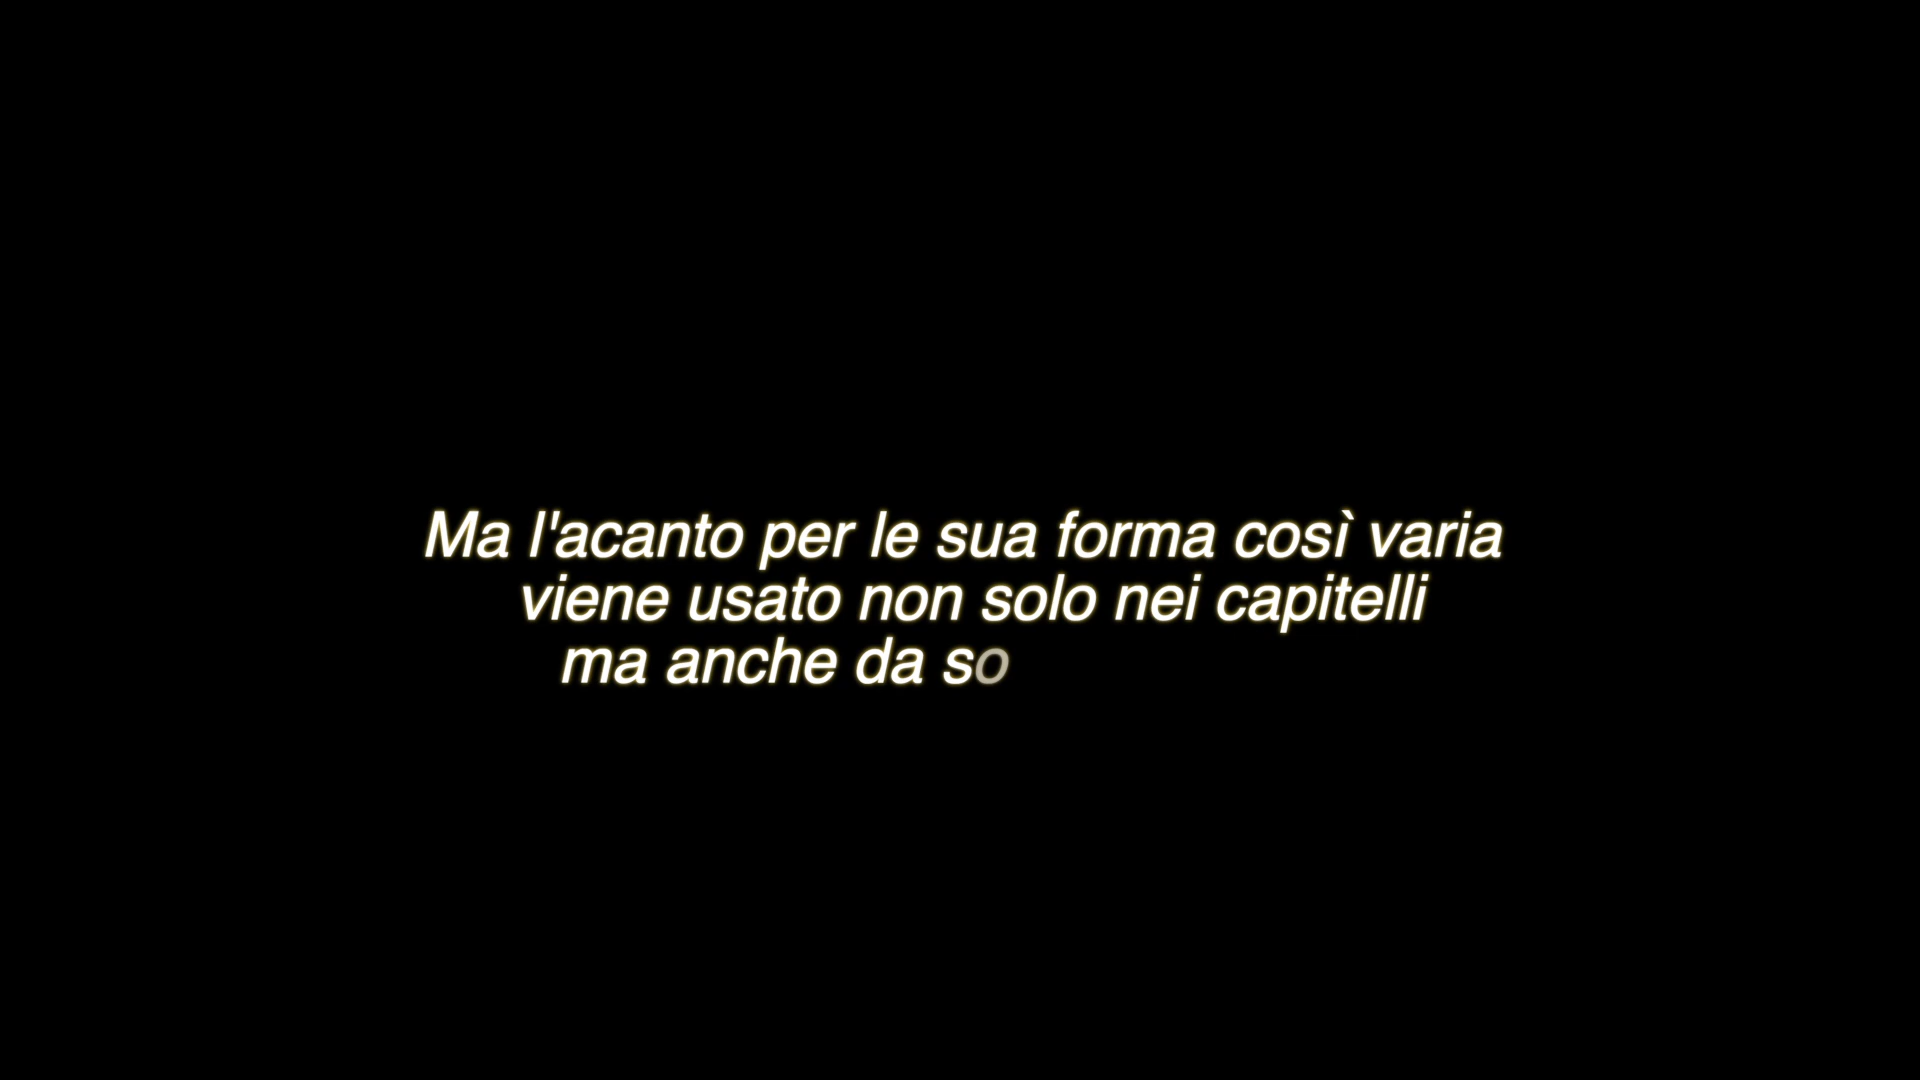 Ma l'acanto per le sua forma così varia
viene usato non solo nei capitelli
ma anche da so